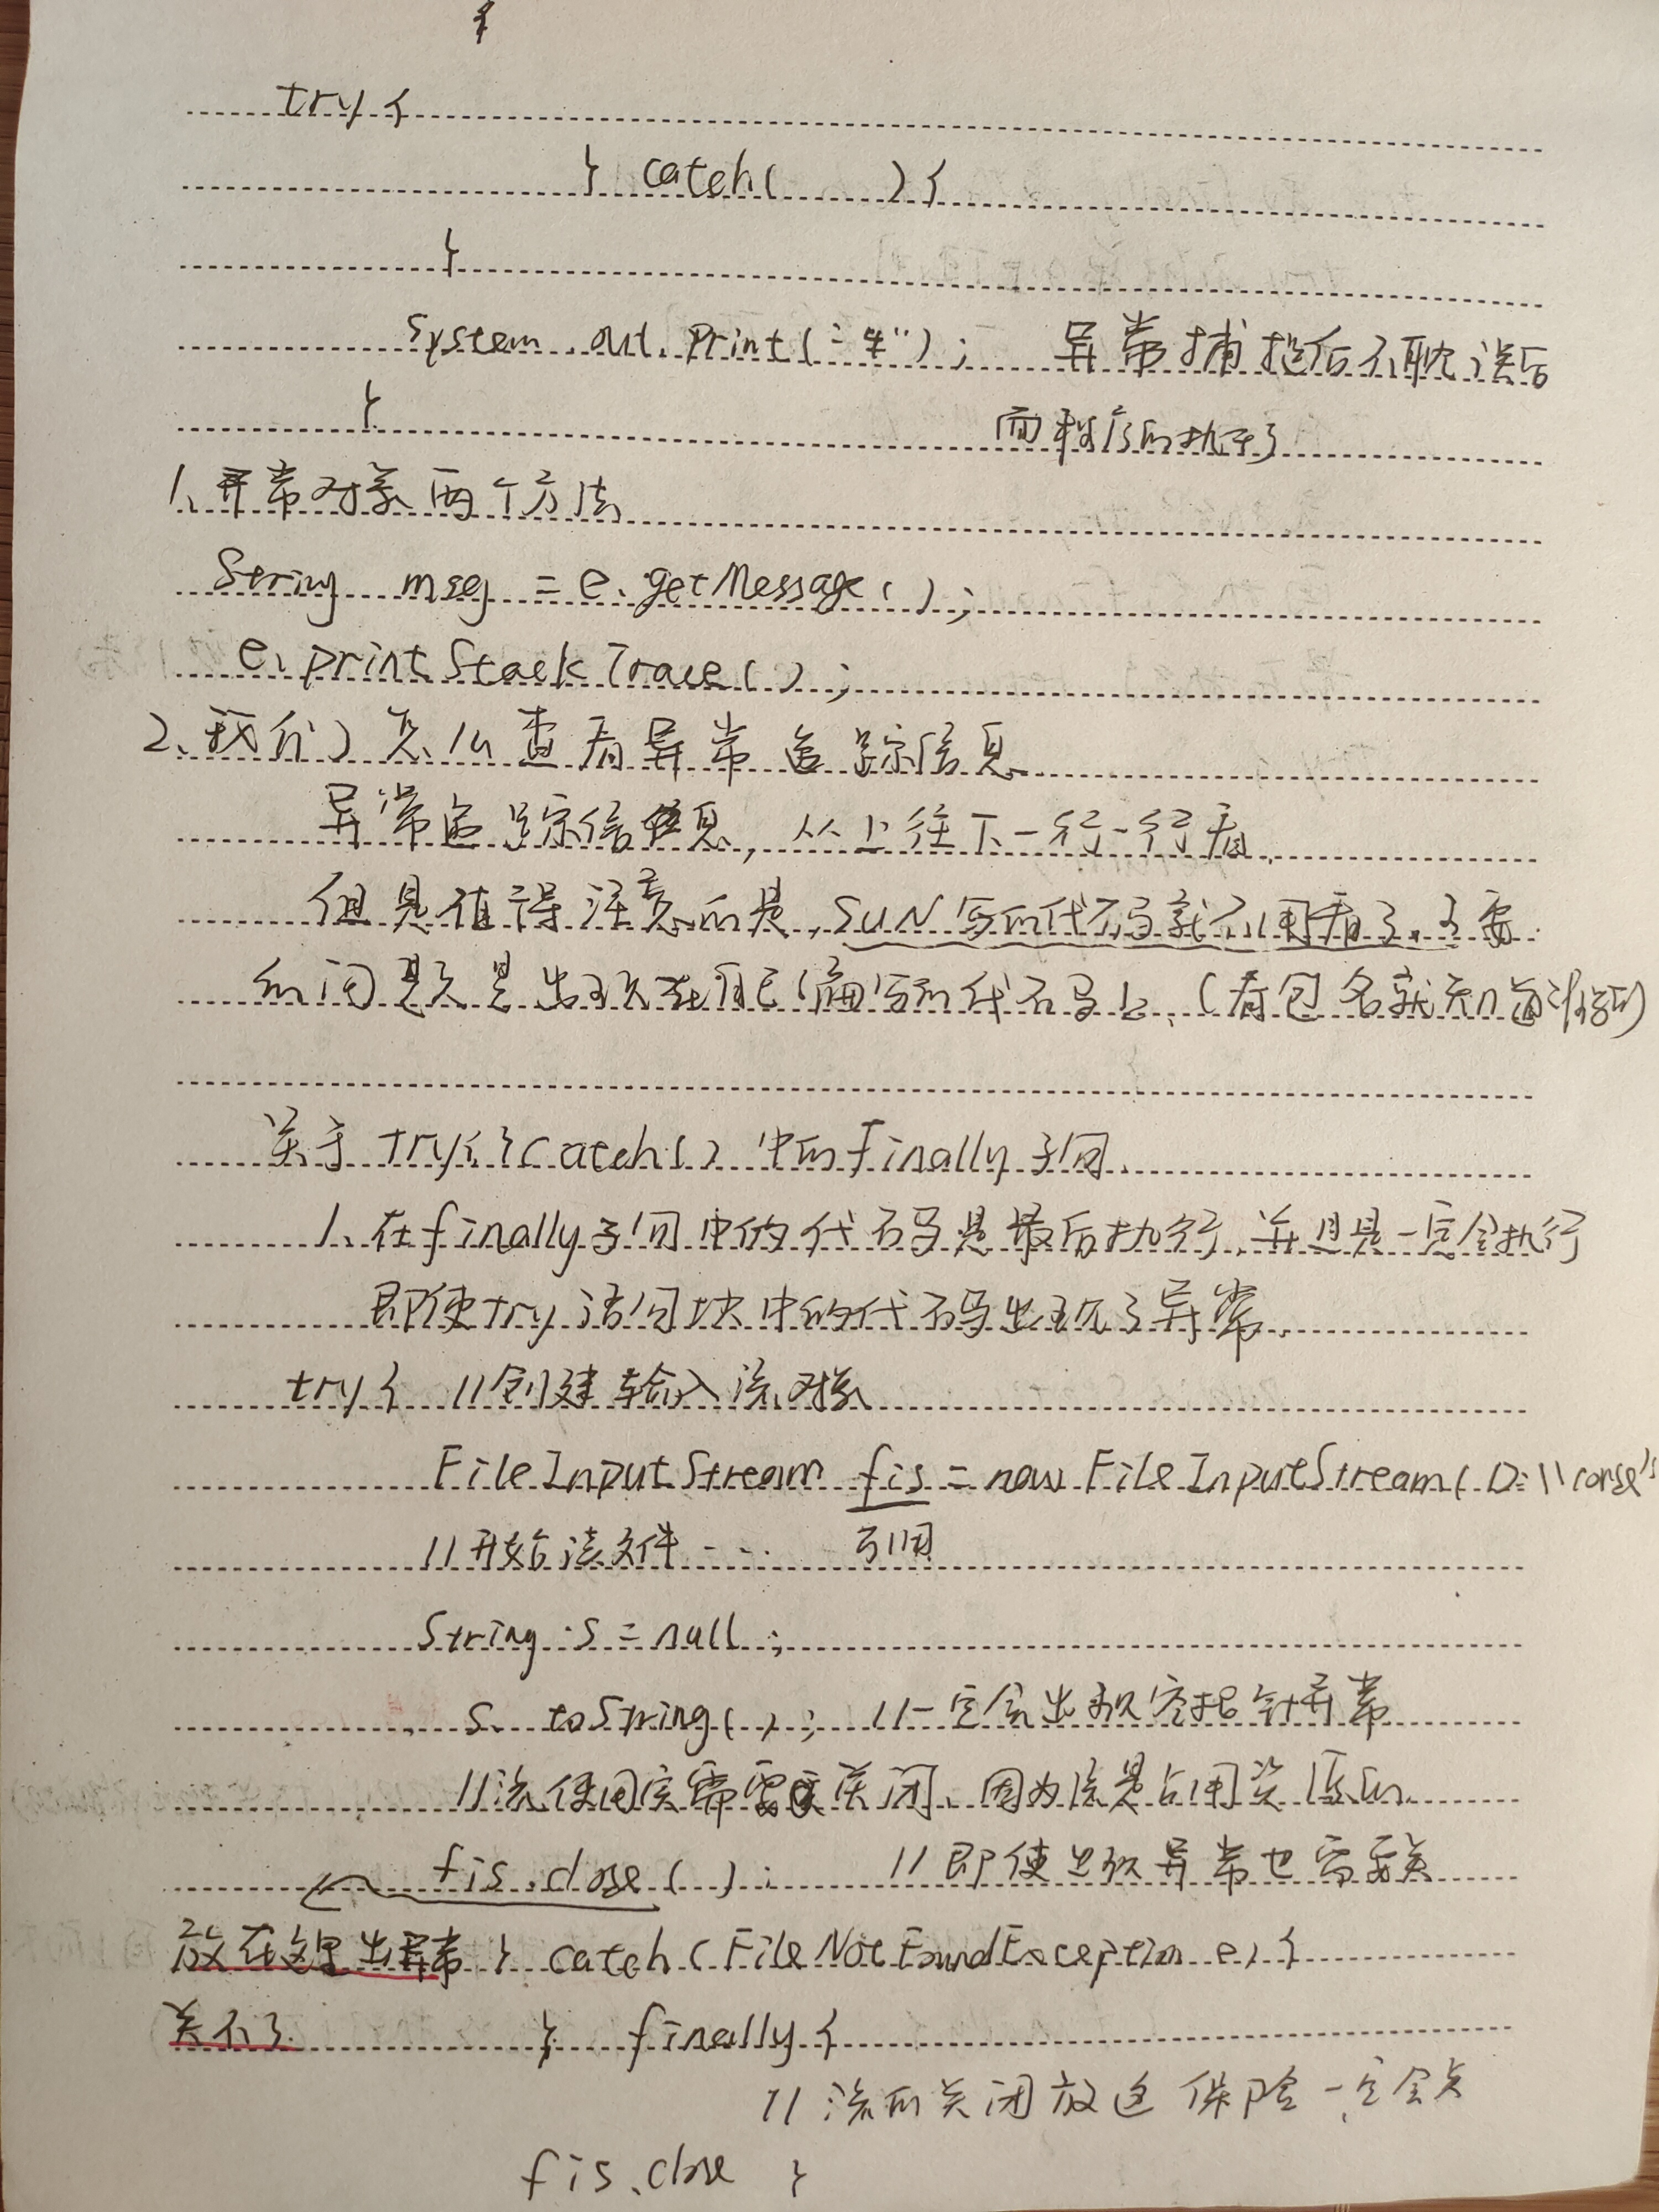 {
try {
} catch(   ) {
}
System.out.print("
异常捕捉后不耽误后
}
面程序的执行
1、异常对象两个方法
String msg = e.getMessage();
e.printStackTrace();
2、我们怎么查看异常追踪信息
异常追踪信息，从上往下一行一行看
但是值得注意的是，SUN写的代码就不用看了，主要
的问题是出现在自己编写的代码上。(看包名就知道谁写的)
关于 try{}catch() 中的Finally子句.
1、在finally子句中的代码是最后执行，并且是一定会执行
即使try语句块中的代码出现了异常。
try { //创建输入流对象
FileInputStream fis = new FileInputStream( D:\\
//开始读文件 ....  引用
String s = null;
s. toString();  //一定会出现空指针异常
//流使用完需要关闭、因为流是占用资源的.
fis.close();  //即使出现异常也需要关
放在这里出异常 } catch(FileNotFoundException e) {
关不了.  } finally {
//流的关闭放这 保险 一定会关
fis.close }